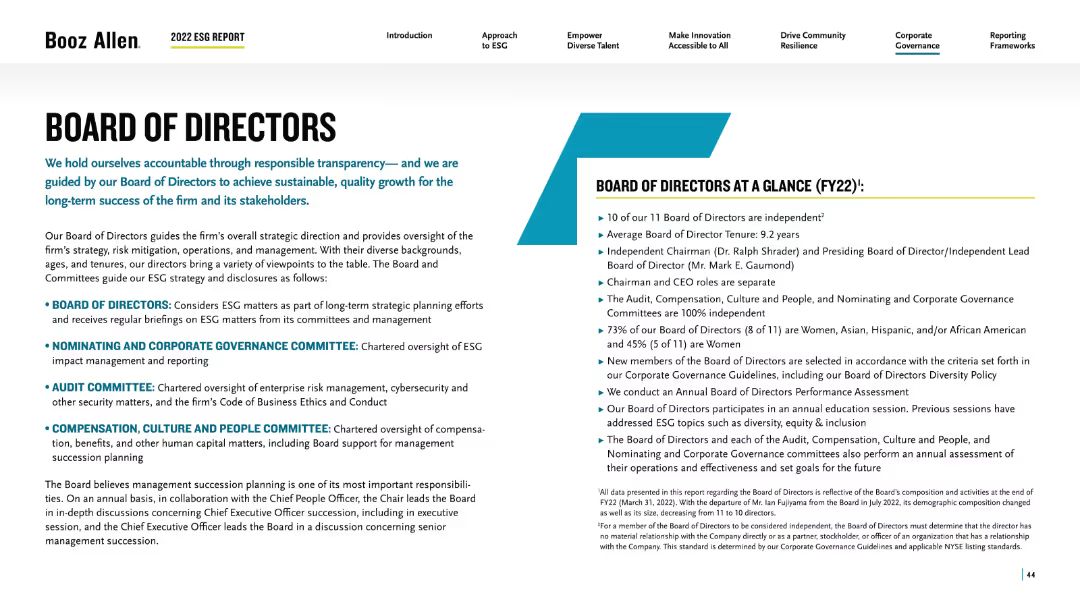 Booz Allen.
2022 ESG REPORT
Introduction
Approach
to ESG
Empower
Diverse Talent
Make Innovation
Accessible to All
Drive Community
Resilience
Corporate
Governance
Reporting
Frameworks
BOARD OF DIRECTORS
We hold ourselves accountable through responsible transparency— and we are
guided by our Board of Directors to achieve sustainable, quality growth for the
long-term success of the firm and its stakeholders.
Our Board of Directors guides the firm's overall strategic direction and provides oversight of the
firm's strategy, risk mitigation, operations, and management. With their diverse backgrounds,
ages, and tenures, our directors bring a variety of viewpoints to the table. The Board and
Committees guide our ESG strategy and disclosures as follows:
• BOARD OF DIRECTORS: Considers ESG matters as part of long-term strategic planning efforts
and receives regular briefings on ESG matters from its committees and management
• NOMINATING AND CORPORATE GOVERNANCE COMMITTEE: Chartered oversight of ESG
impact management and reporting
• AUDIT COMMITTEE: Chartered oversight of enterprise risk management, cybersecurity and
other security matters, and the firm's Code of Business Ethics and Conduct
• COMPENSATION, CULTURE AND PEOPLE COMMITTEE: Chartered oversight of compensa-
tion, benefits, and other human capital matters, including Board support for management
succession planning
The Board believes management succession planning is one of its most important responsibili-
ties. On an annual basis, in collaboration with the Chief People Officer, the Chair leads the Board
in in-depth discussions concerning Chief Executive Officer succession, including in executive
session, and the Chief Executive Officer leads the Board in a discussion concerning senior
management succession.
BOARD OF DIRECTORS AT A GLANCE (FY22)¹:
▸ 10 of our 11 Board of Directors are independent²
▸ Average Board of Director Tenure: 9.2 years
▸ Independent Chairman (Dr. Ralph Shrader) and Presiding Board of Director/Independent Lead
Board of Director (Mr. Mark E. Gaumond)
▸ Chairman and CEO roles are separate
▸ The Audit, Compensation, Culture and People, and Nominating and Corporate Governance
Committees are 100% independent
▸ 73% of our Board of Directors (8 of 11) are Women, Asian, Hispanic, and/or African American
and 45% (5 of 11) are Women
▸ New members of the Board of Directors are selected in accordance with the criteria set forth in
our Corporate Governance Guidelines, including our Board of Directors Diversity Policy
▸ We conduct an Annual Board of Directors Performance Assessment
▸ Our Board of Directors participates in an annual education session. Previous sessions have
addressed ESG topics such as diversity, equity & inclusion
▸ The Board of Directors and each of the Audit, Compensation, Culture and People, and
Nominating and Corporate Governance committees also perform an annual assessment of
their operations and effectiveness and set goals for the future
¹All data presented in this report regarding the Board of Directors is reflective of the Board's composition and activities at the end of
FY22 (March 31, 2022). With the departure of Mr. Ian Fujiyama from the Board in July 2022, its demographic composition changed
as well as its size, decreasing from 11 to 10 directors.
²For a member of the Board of Directors to be considered independent, the Board of Directors must determine that the director has
no material relationship with the Company directly or as a partner, stockholder, or officer of an organization that has a relationship
with the Company. This standard is determined by our Corporate Governance Guidelines and applicable NYSE listing standards.
44